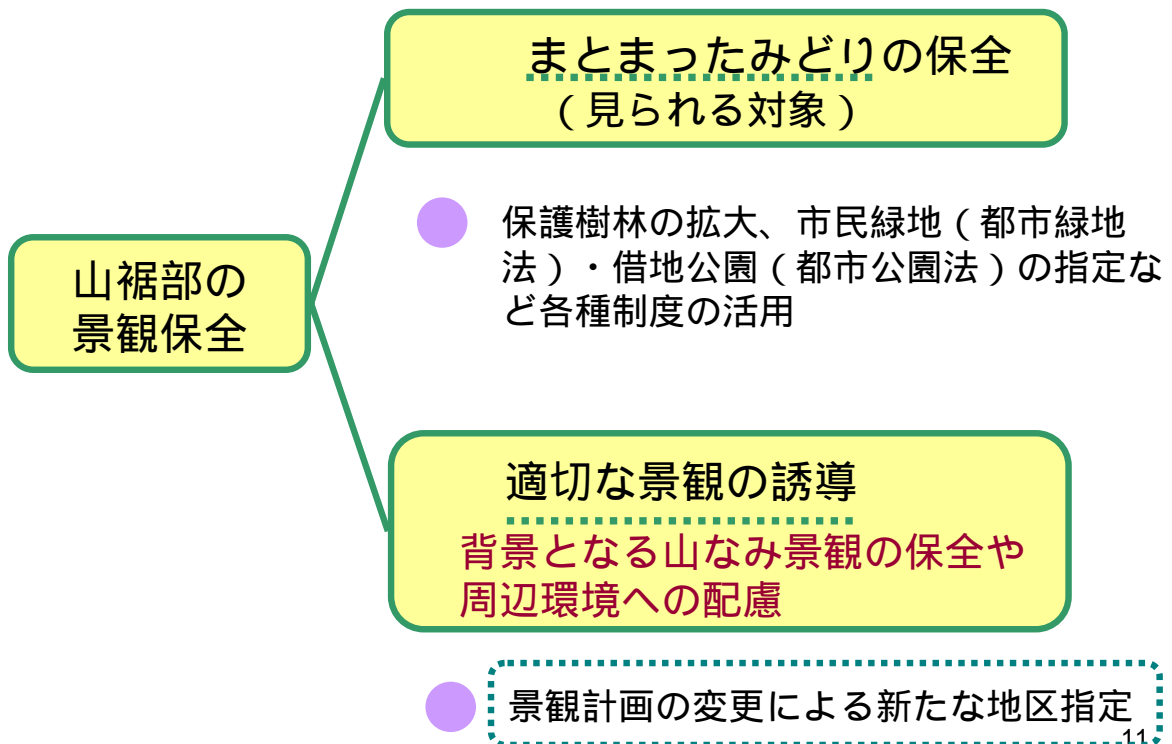 まとまったみどりの保全
（見られる対象）
保護樹林の拡大、市民緑地（都市緑地
法）・借地公園（都市公園法）の指定な
ど各種制度の活用
山裾部の
景観保全
適切な景観の誘導
背景となる山なみ景観の保全や
周辺環境への配慮
景観計画の変更による新たな地区指定
11